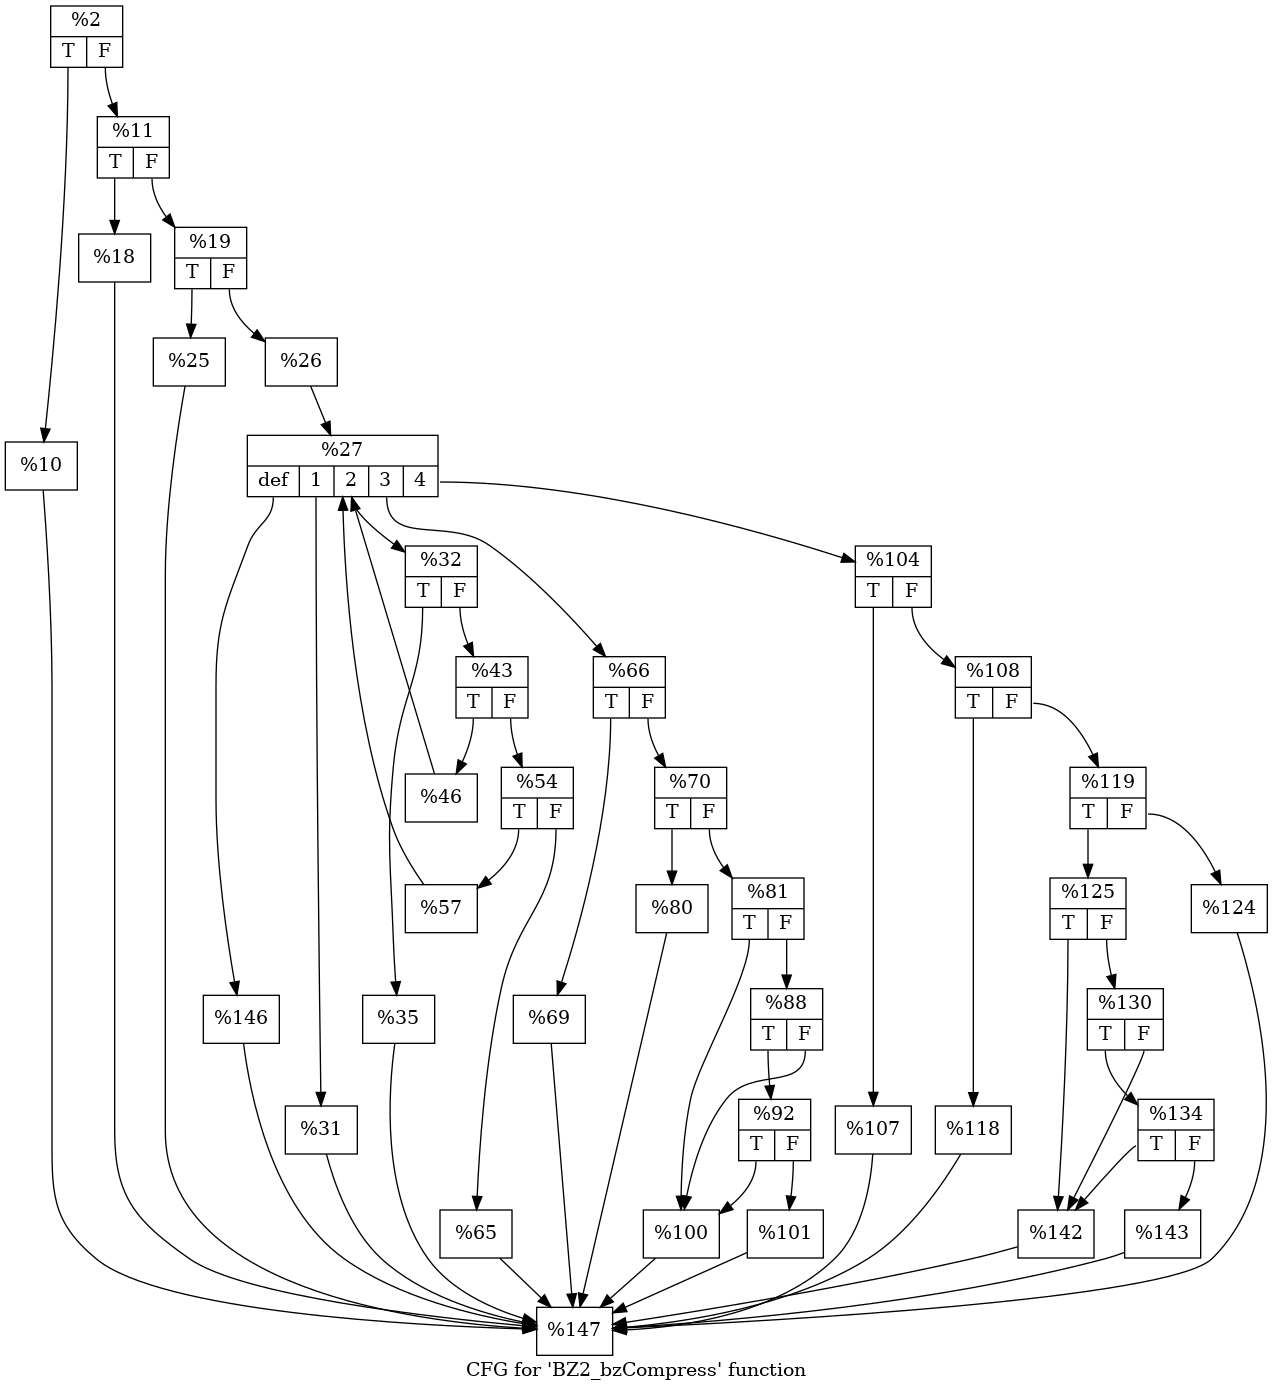 %2
T F
%11
T F
%18
%19
T F
%25
%26
%27
def 1 2 3 4
%10
%32
T F
%104
T F
%43
T F
%66
T F
%108
T F
%46
%54
T F
%70
T F
%119
T F
%57
%80
%81
T F
%125
T F
%124
%146
%35
%69
%88
T F
%130
T F
%31
%92
T F
%107
%118
%134
T F
%65
%100
%101
%142
%143
%147
CFG for 'BZ2_bzCompress' function